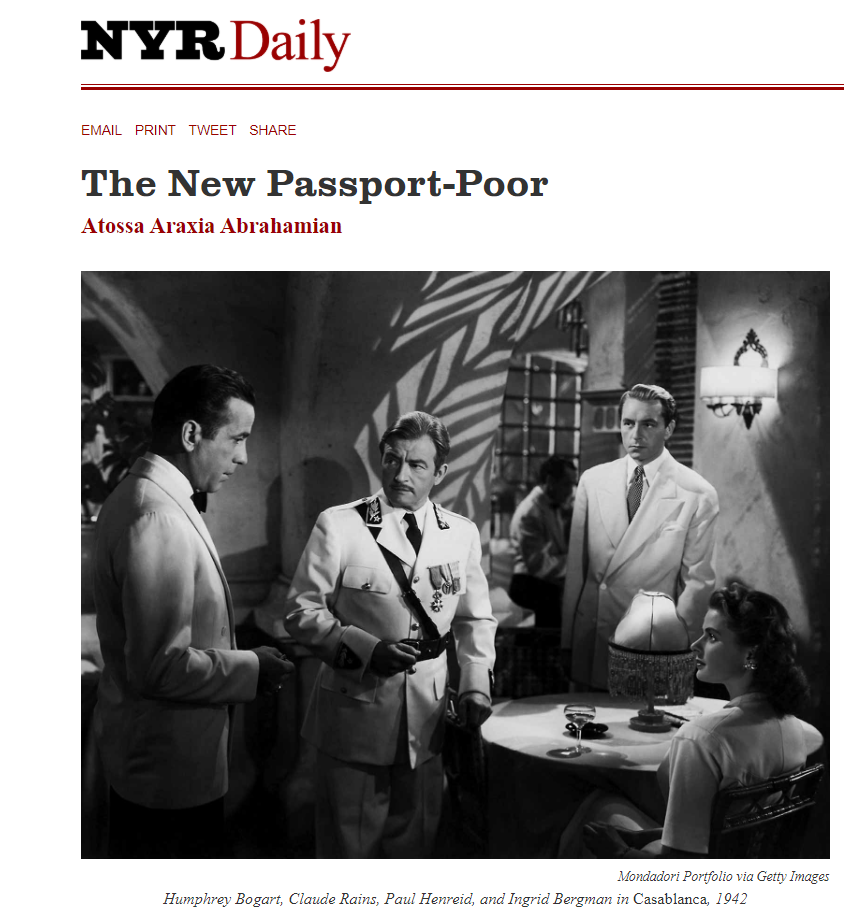 NYR Daily
EMAIL PRINT TWEET SHARE
The New Passport-Poor
Atossa Araxia Abrahamian
Mondadori Portfolio via Getty Images
Humphrey Bogart, Claude Rains, Paul Henreid, and Ingrid Bergman in Casablanca, 1942